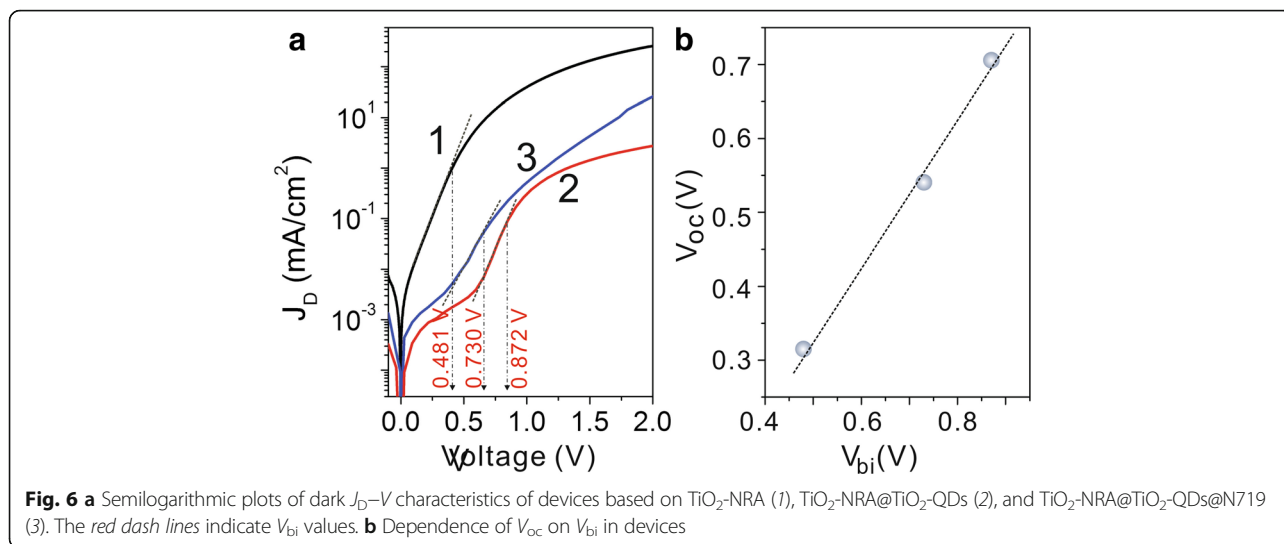 a
b
J_D (mA/cm²)
10¹
10⁻¹
10⁻³
1
3
2
0.481 V
0.730 V
0.872 V
0.0 0.5 1.0 1.5 2.0
Voltage (V)
V_oc(V)
0.7
0.6
0.5
0.4
0.3
0.4 0.6 0.8
V_bi(V)
Fig. 6 a Semilogarithmic plots of dark J_D–V characteristics of devices based on TiO₂-NRA (1), TiO₂-NRA@TiO₂-QDs (2), and TiO₂-NRA@TiO₂-QDs@N719
(3). The red dash lines indicate V_bi values. b Dependence of V_oc on V_bi in devices